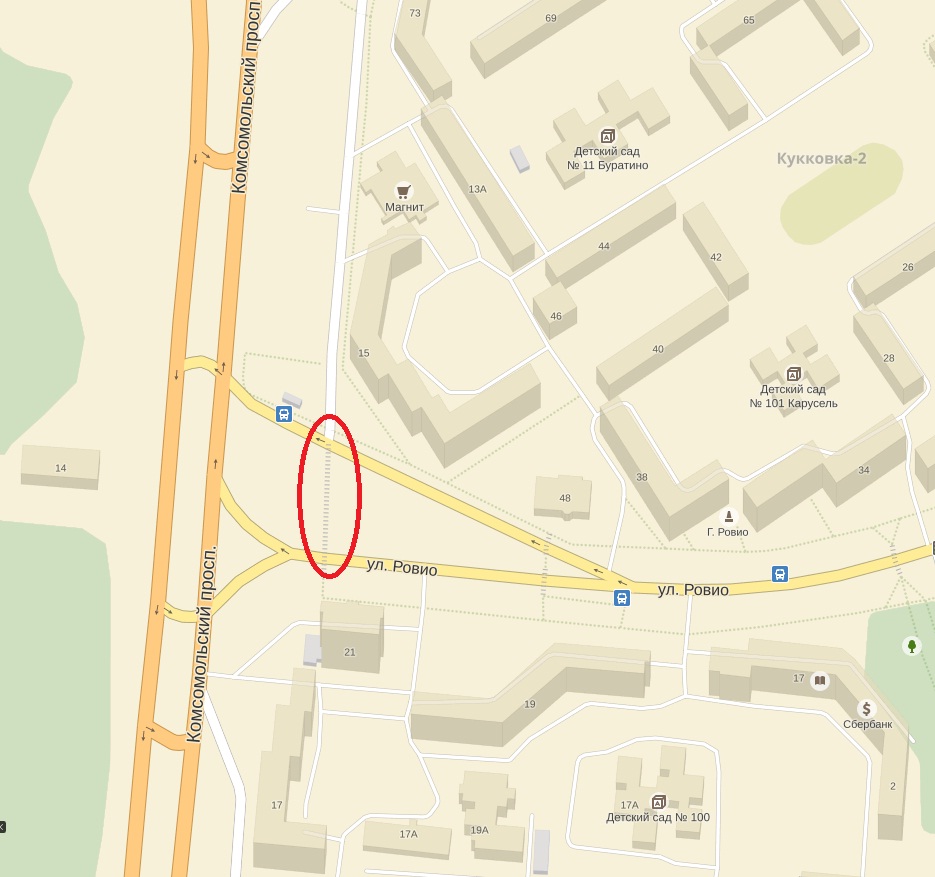 73
69
65
Комсомольский просп.
Детский сад
№ 11 Буратино
Кукковка-2
Магнит
13А
44
42
26
46
15
40
28
Детский сад
№ 101 Карусель
14
38
34
48
Г. Ровио
ул. Ровио
ул. Ровио
Комсомольский просп.
21
19
17
Сбербанк
17
17А
Детский сад № 100
2
17А
19А